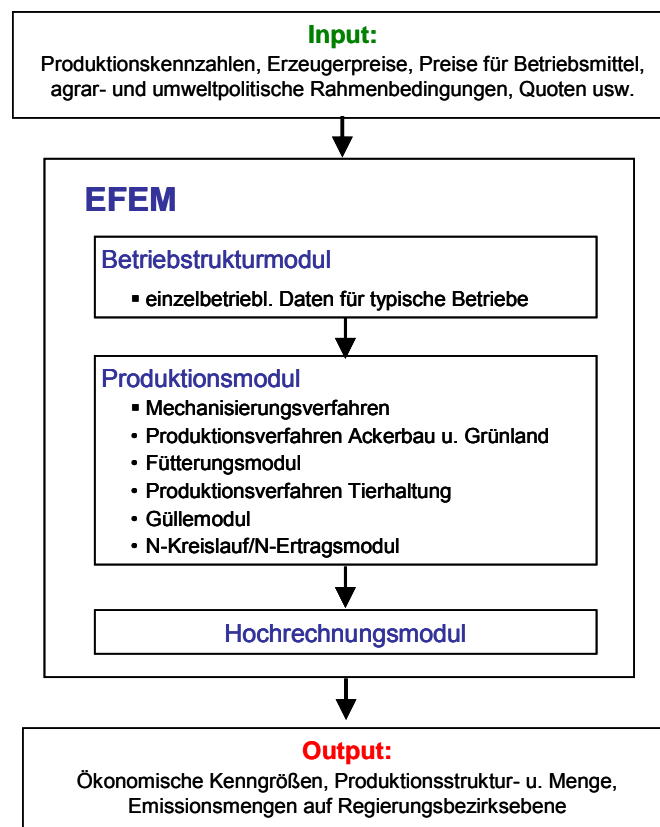 Input:
Produktionskennzahlen, Erzeugerpreise, Preise für Betriebsmittel,
agrar- und umweltpolitische Rahmenbedingungen, Quoten usw.
EFEM
Betriebstrukturmodul
▪ einzelbetriebl. Daten für typische Betriebe
Produktionsmodul
▪ Mechanisierungsverfahren
• Produktionsverfahren Ackerbau u. Grünland
• Fütterungsmodul
• Produktionsverfahren Tierhaltung
• Güllemodul
• N-Kreislauf/N-Ertragsmodul
Hochrechnungsmodul
Output:
Ökonomische Kenngrößen, Produktionsstruktur- u. Menge,
Emissionsmengen auf Regierungsbezirksebene